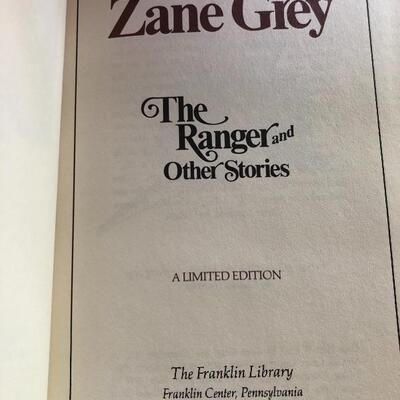 Zane Grey
The
Ranger and
Other Stories
A LIMITED EDITION
The Franklin Library
Franklin Center, Pennsylvania